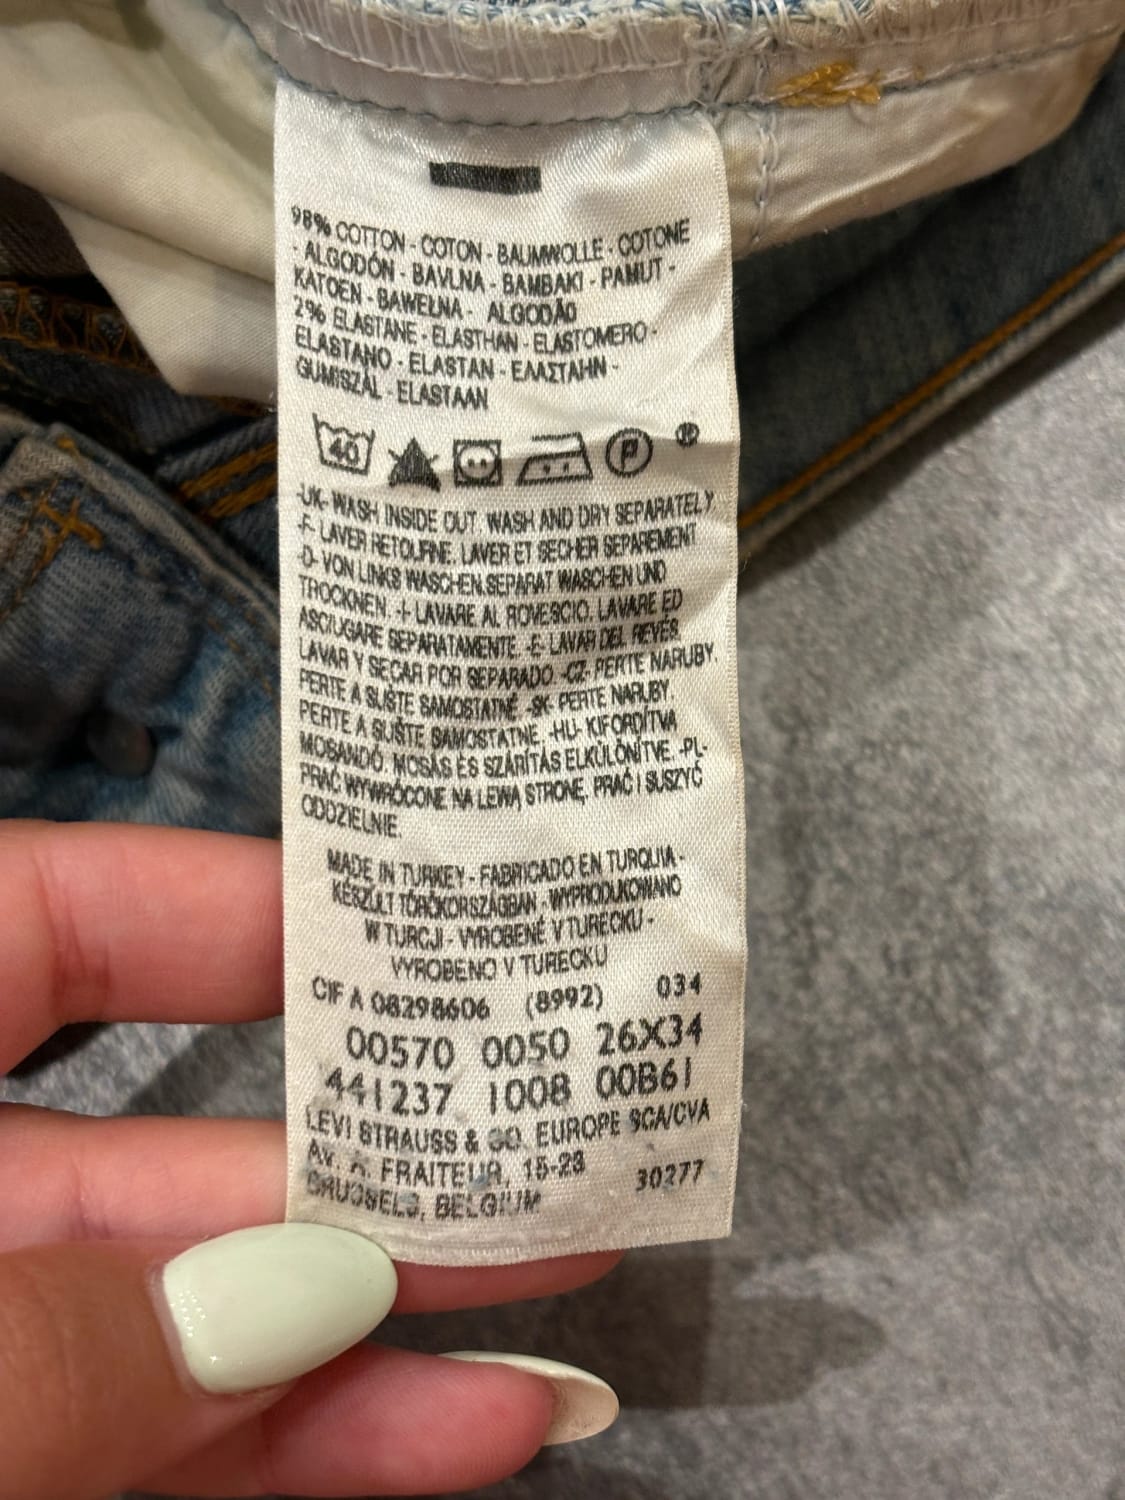 98% COTTON - COTON - BAUMWOLLE - COTONE
- ALGODÓN - BAVLNA - BAMBAKI - PAMUT -
KATOEN - BAWEŁNA - ALGODÃO
2% ELASTANE - ELASTHAN - ELASTOMERO -
ELASTANO - ELASTAN - ΕΛΑΣΤΑΗΝ -
GUMISZÁL - ELASTAAN
40 P ®
-UK- WASH INSIDE OUT. WASH AND DRY SEPARATELY.
-F- LAVER RETOURNE. LAVER ET SECHER SEPAREMENT
-D- VON LINKS WASCHEN.SEPARAT WASCHEN UND
TROCKNEN -I- LAVARE AL ROVESCIO. LAVARE ED
ASCIUGARE SEPARATAMENTE. -E- LAVAR DEL REVÉS.
LAVAR Y SECAR POR SEPARADO -CZ- PERTE NARUBY.
PERTE A SUŠTE SAMOSTATNĚ. -SK- PERTE NARUBY.
PERTE A SUŠTE SAMOSTATNE. -HU- KIFORDÍTVA
MOSANDÓ. MOSÁS ÉS SZÁRÍTÁS ELKÜLÖNÍTVE. -PL-
PRAĆ WYWRÓCONE NA LEWĄ STRONĘ, PRAĆ I SUSZYĆ
ODDZIELNIE.
MADE IN TURKEY - FABRICADO EN TURQUIA -
KÉSZÜLT TÖRÖKORSZÁGBAN - WYPRODUKOWANO
W TURCJI - VYROBENÉ V TURECKU -
VYROBENO V TURECKU
CIF A 08298606 (8992) 034
00570 0050 26X34
441237 1008 00B61
LEVI STRAUSS & CO. EUROPE SCA/CVA
AV. A. FRAITEUR, 15-23
BRUSSELS, BELGIUM 30277